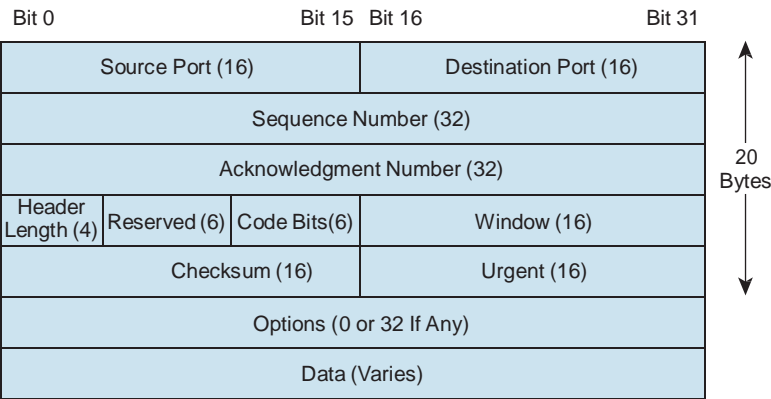 Bit 0 Bit 15 Bit 16 Bit 31
Source Port (16) Destination Port (16)
Sequence Number (32)
Acknowledgment Number (32)
20
Bytes
Header
Length (4) Reserved (6) Code Bits(6) Window (16)
Checksum (16) Urgent (16)
Options (0 or 32 If Any)
Data (Varies)